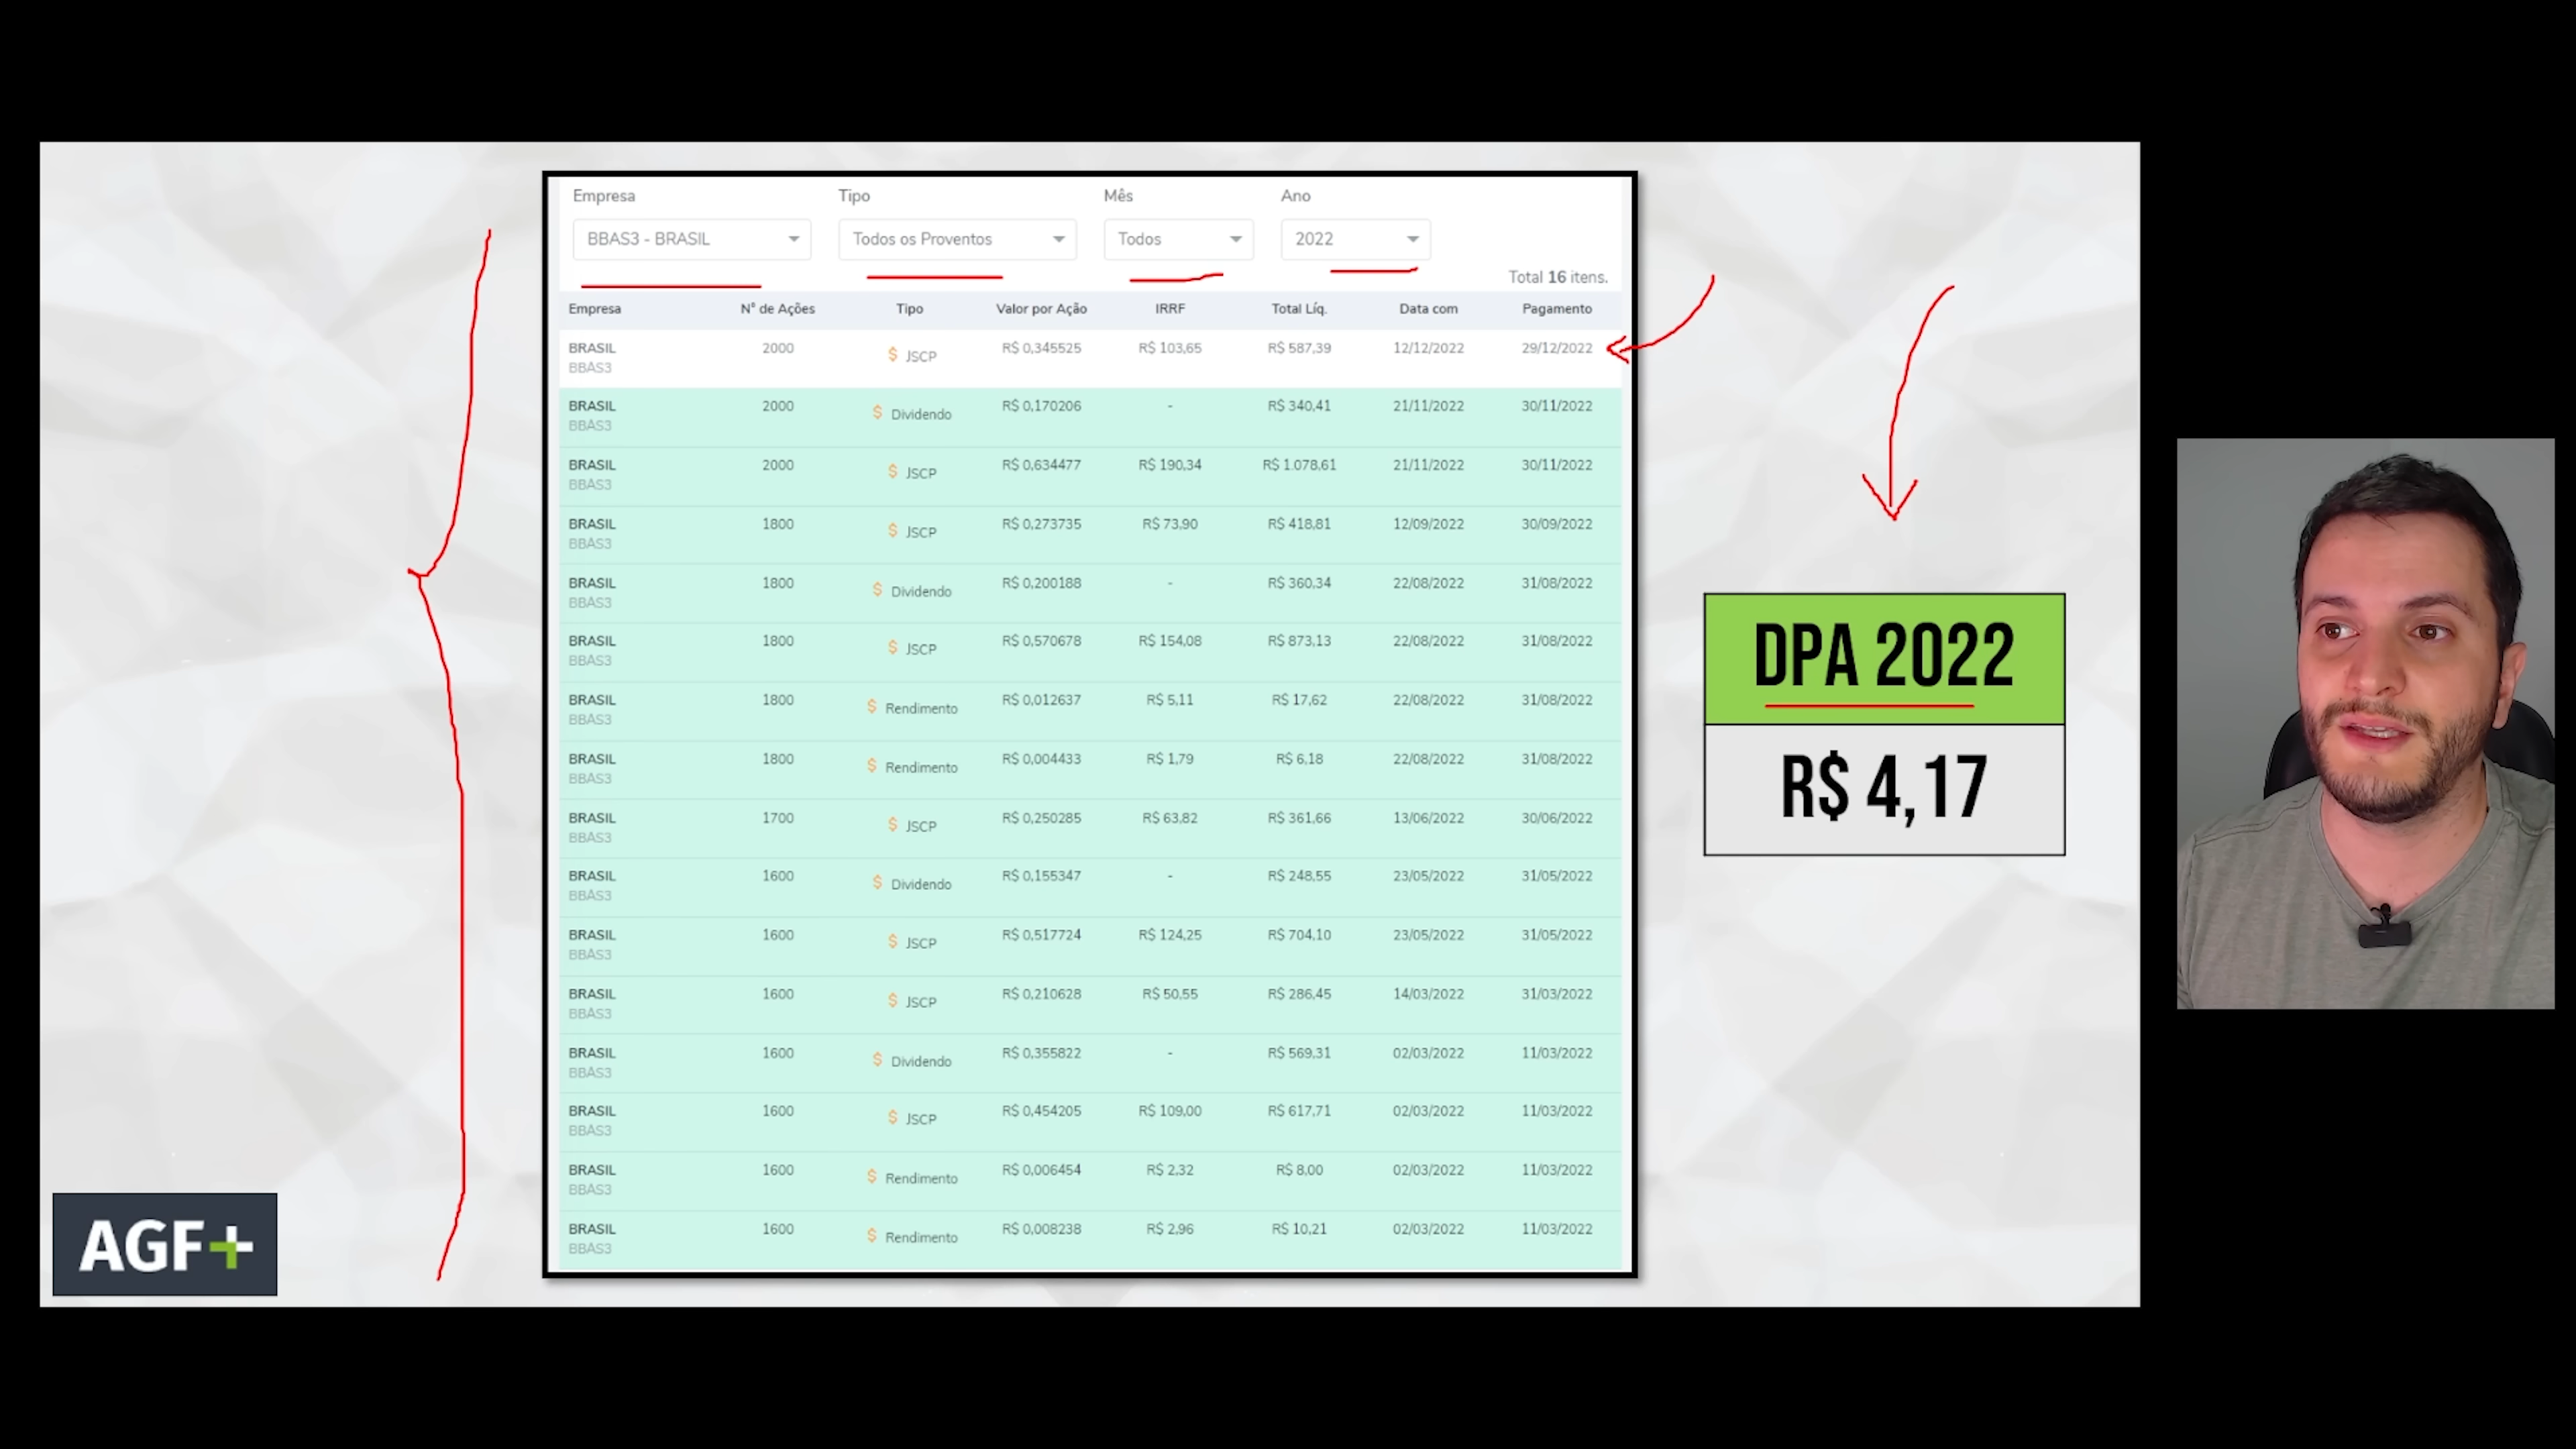 Empresa Tipo Mês Ano
BBAS3 - BRASIL Todos os Proventos Todos 2022
Total 16 itens.
Empresa N° de Ações Tipo Valor por Ação IRRF Total Líq. Data com Pagamento
BRASIL 2000 $ JSCP R$ 0,345525 R$ 103,65 R$ 587,39 12/12/2022 29/12/2022
BBAS3
BRASIL 2000 $ Dividendo R$ 0,170206 - R$ 340,41 21/11/2022 30/11/2022
BBAS3
BRASIL 2000 $ JSCP R$ 0,634477 R$ 190,34 R$ 1.078,61 21/11/2022 30/11/2022
BBAS3
BRASIL 1800 $ JSCP R$ 0,273735 R$ 73,90 R$ 418,81 12/09/2022 30/09/2022
BBAS3
BRASIL 1800 $ Dividendo R$ 0,200188 - R$ 360,34 22/08/2022 31/08/2022
BBAS3
BRASIL 1800 $ JSCP R$ 0,570678 R$ 154,08 R$ 873,13 22/08/2022 31/08/2022
BBAS3
BRASIL 1800 $ Rendimento R$ 0,012637 R$ 5,11 R$ 17,62 22/08/2022 31/08/2022
BBAS3
BRASIL 1800 $ Rendimento R$ 0,004433 R$ 1,79 R$ 6,18 22/08/2022 31/08/2022
BBAS3
BRASIL 1700 $ JSCP R$ 0,250285 R$ 63,82 R$ 361,66 13/06/2022 30/06/2022
BBAS3
BRASIL 1600 $ Dividendo R$ 0,155347 - R$ 248,55 23/05/2022 31/05/2022
BBAS3
BRASIL 1600 $ JSCP R$ 0,517724 R$ 124,25 R$ 704,10 23/05/2022 31/05/2022
BBAS3
BRASIL 1600 $ JSCP R$ 0,210628 R$ 50,55 R$ 286,45 14/03/2022 31/03/2022
BBAS3
BRASIL 1600 $ Dividendo R$ 0,355822 - R$ 569,31 02/03/2022 11/03/2022
BBAS3
BRASIL 1600 $ JSCP R$ 0,454205 R$ 109,00 R$ 617,71 02/03/2022 11/03/2022
BBAS3
BRASIL 1600 $ Rendimento R$ 0,006454 R$ 2,32 R$ 8,00 02/03/2022 11/03/2022
BBAS3
BRASIL 1600 $ Rendimento R$ 0,008238 R$ 2,96 R$ 10,21 02/03/2022 11/03/2022
BBAS3
DPA 2022
R$ 4,17
AGF+